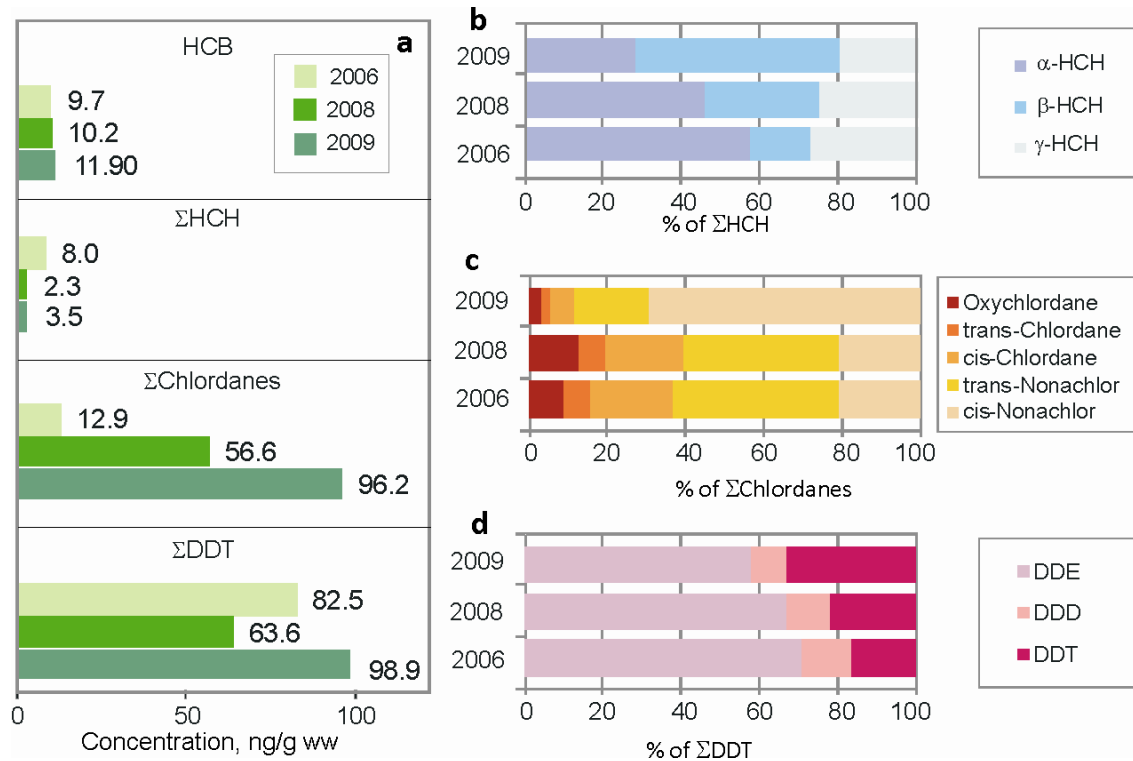 a
HCB
2006
2008
2009
9.7
10.2
11.90
ΣHCH
8.0
2.3
3.5
ΣChlordanes
12.9
56.6
96.2
ΣDDT
82.5
63.6
98.9
0 50 100
Concentration, ng/g ww
b
2009
2008
2006
0 20 40 60 80 100
% of ΣHCH
α-HCH
β-HCH
γ-HCH
c
2009
2008
2006
0 20 40 60 80 100
% of ΣChlordanes
Oxychlordane
trans-Chlordane
cis-Chlordane
trans-Nonachlor
cis-Nonachlor
d
2009
2008
2006
0 20 40 60 80 100
% of ΣDDT
DDE
DDD
DDT